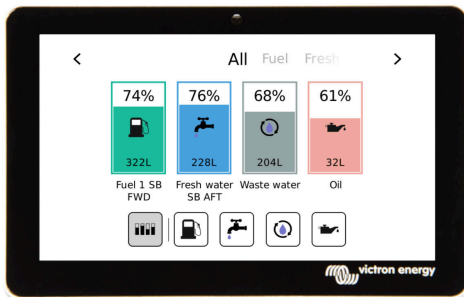 All Fuel Fresh
74% 76% 68% 61%
322L 228L 204L 32L
Fuel 1 SB Fresh water Waste water Oil
FWD SB AFT
victron energy